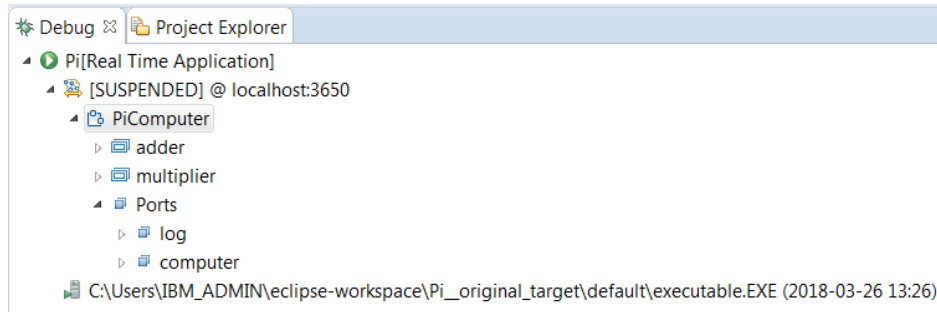 Debug Project Explorer
Pi[Real Time Application]
[SUSPENDED] @ localhost:3650
PiComputer
adder
multiplier
Ports
log
computer
C:\Users\IBM_ADMIN\eclipse-workspace\Pi__original_target\default\executable.EXE (2018-03-26 13:26)